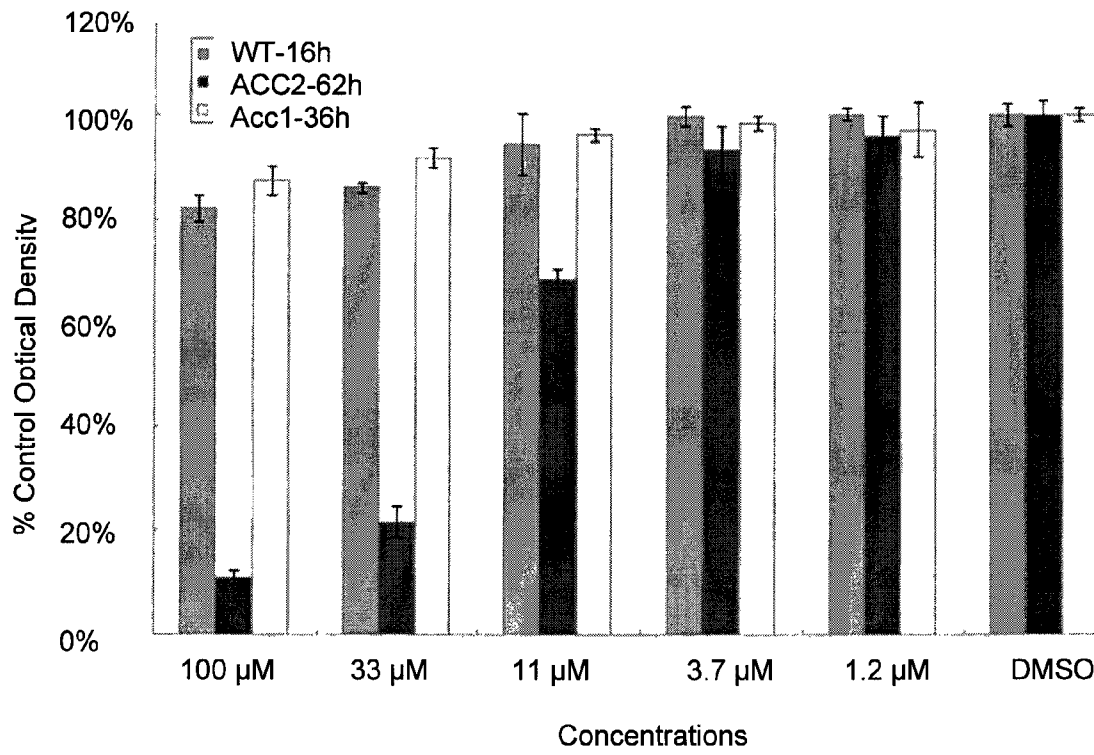 120%
100%
80%
60%
40%
20%
0%
% Control Optical Density
WT-16h
ACC2-62h
Acc1-36h
100 µM
33 µM
11 µM
3.7 µM
1.2 µM
DMSO
Concentrations